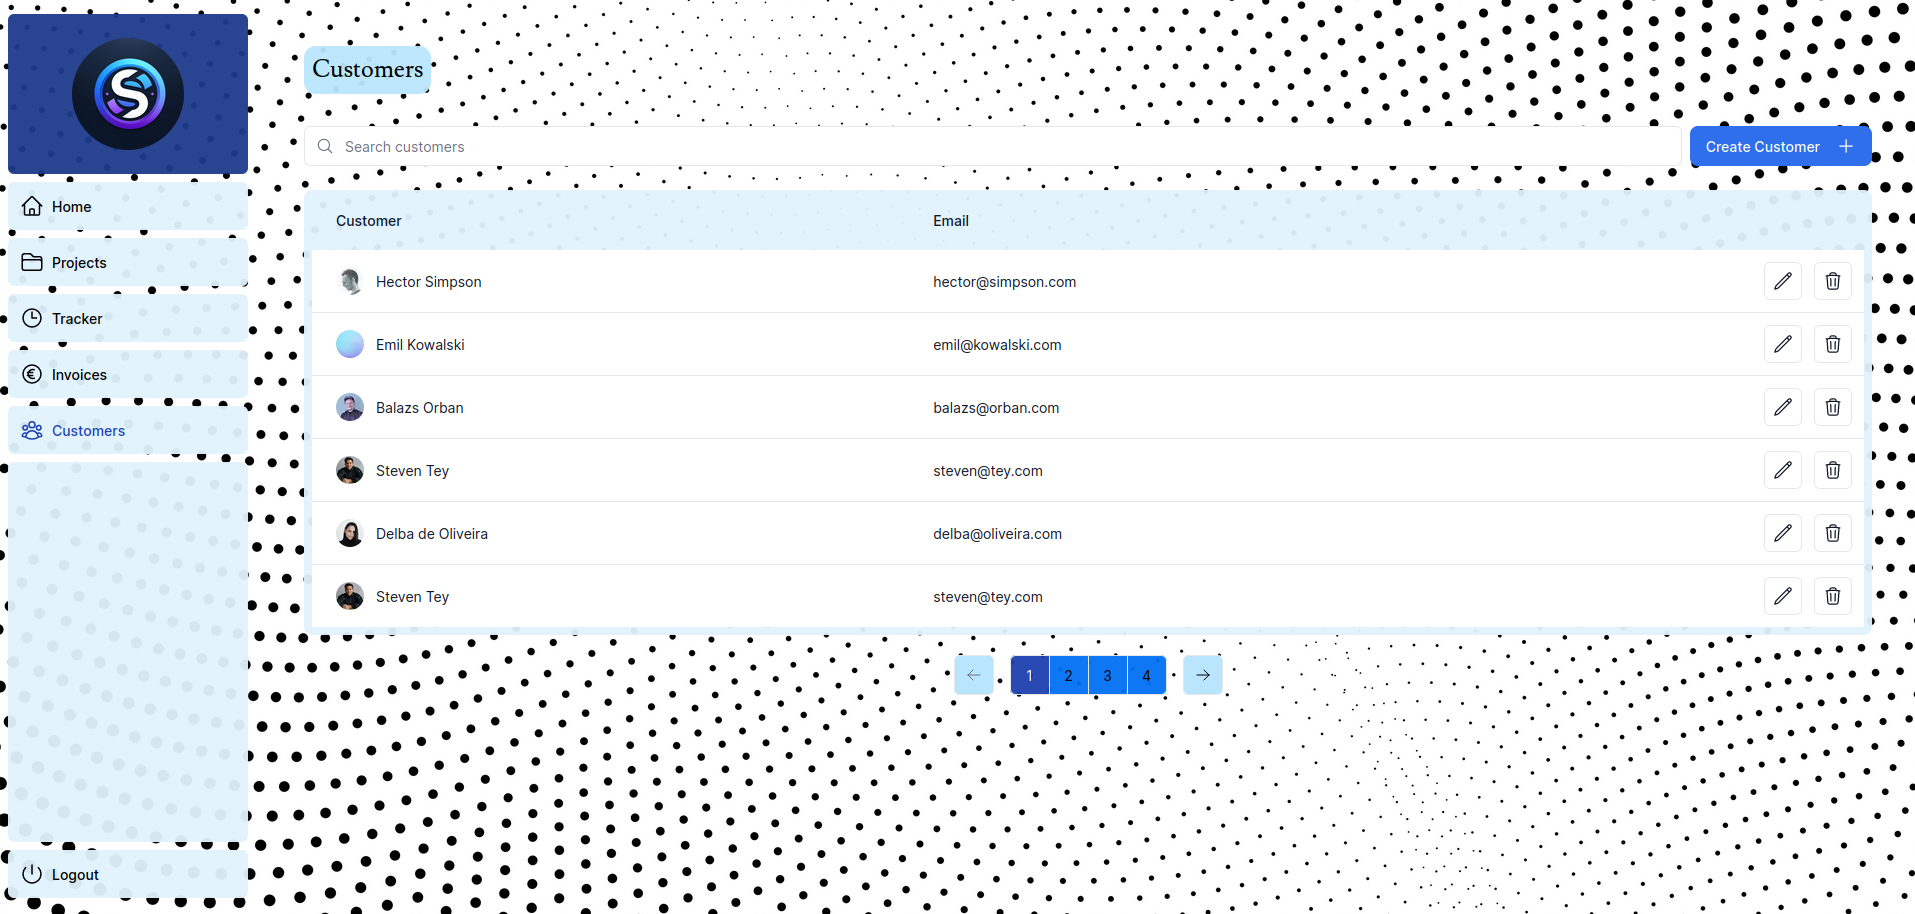 Customers
Search customers
Create Customer
Home
Projects
Tracker
Invoices
Customers
Logout
Customer Email
Hector Simpson hector@simpson.com
Emil Kowalski emil@kowalski.com
Balazs Orban balazs@orban.com
Steven Tey steven@tey.com
Delba de Oliveira delba@oliveira.com
Steven Tey steven@tey.com
1 2 3 4